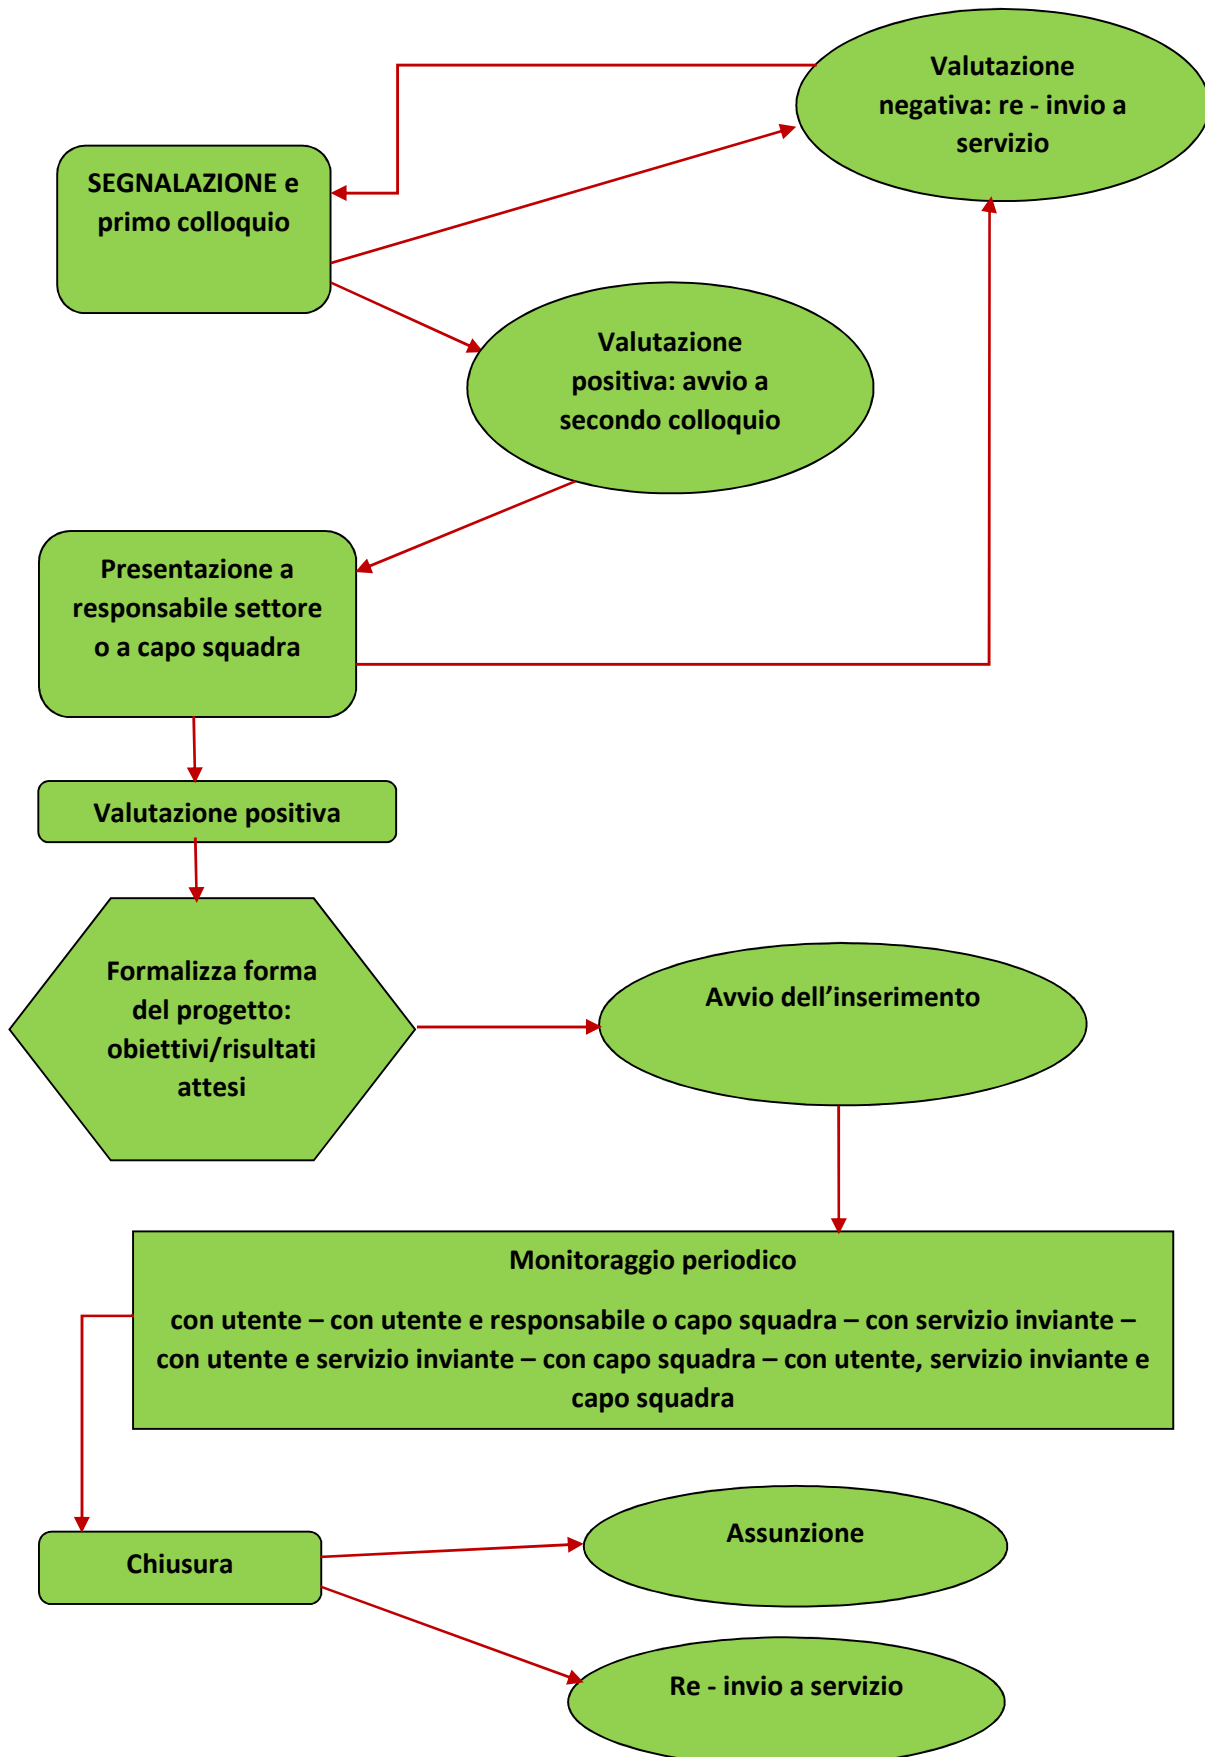 Valutazione
negativa: re - invio a
servizio
SEGNALAZIONE e
primo colloquio
Valutazione
positiva: avvio a
secondo colloquio
Presentazione a
responsabile settore
o a capo squadra
Valutazione positiva
Formalizza forma
del progetto:
obiettivi/risultati
attesi
Avvio dell’inserimento
Monitoraggio periodico
con utente – con utente e responsabile o capo squadra – con servizio inviante –
con utente e servizio inviante – con capo squadra – con utente, servizio inviante e
capo squadra
Chiusura
Assunzione
Re - invio a servizio